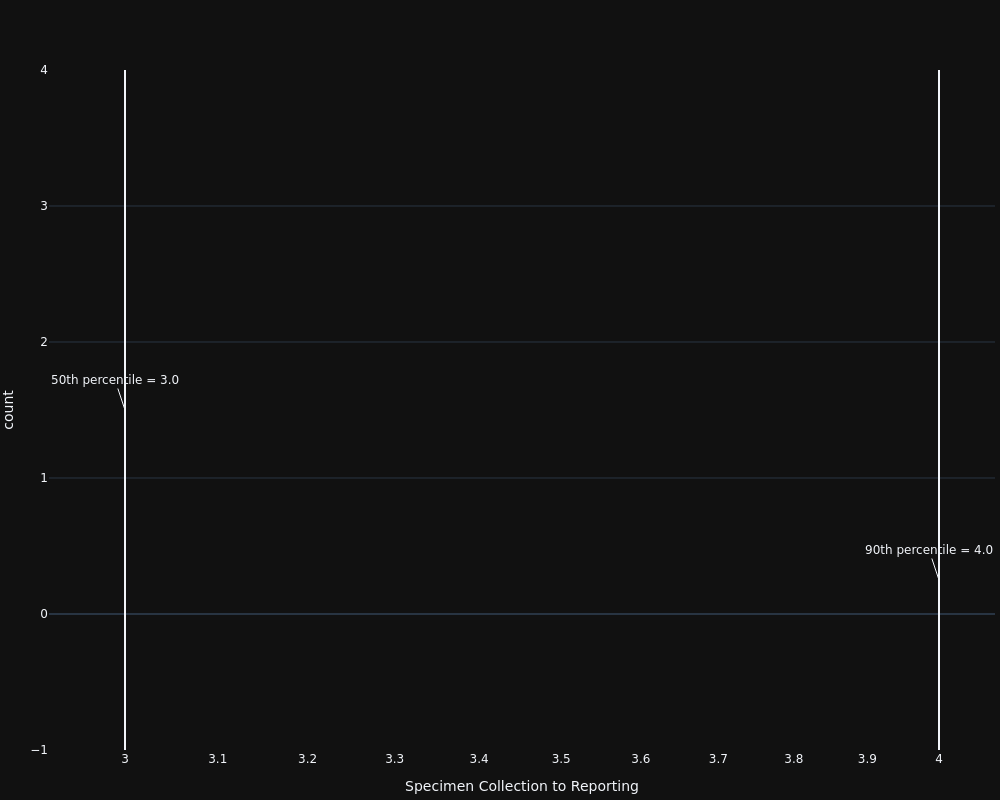 4
3
2
50th percentile = 3.0
count
1
90th percentile = 4.0
0
−1
3 3.1 3.2 3.3 3.4 3.5 3.6 3.7 3.8 3.9 4
Specimen Collection to Reporting